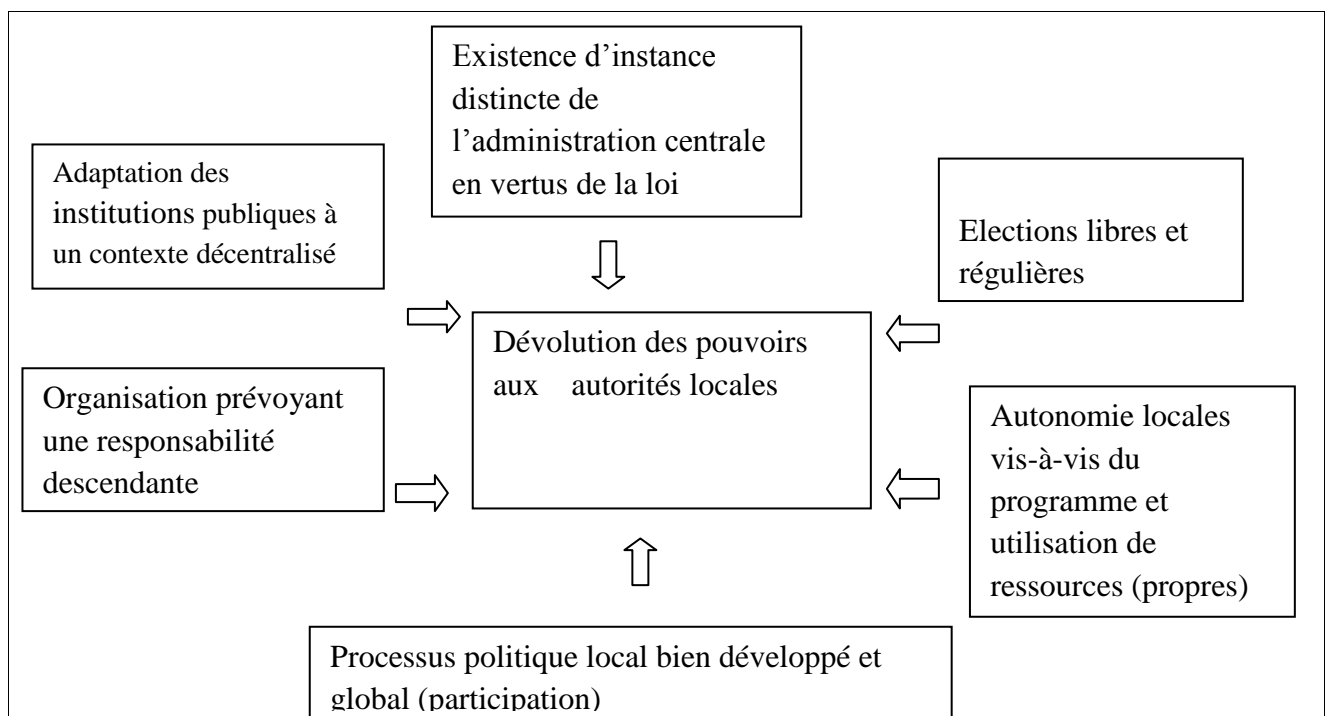 Existence d’instance
distincte de
l’administration centrale
en vertus de la loi
Adaptation des
institutions publiques à
un contexte décentralisé
Elections libres et
régulières
Dévolution des pouvoirs
aux autorités locales
Organisation prévoyant
une responsabilité
descendante
Autonomie locales
vis-à-vis du
programme et
utilisation de
ressources (propres)
Processus politique local bien développé et
global (participation)